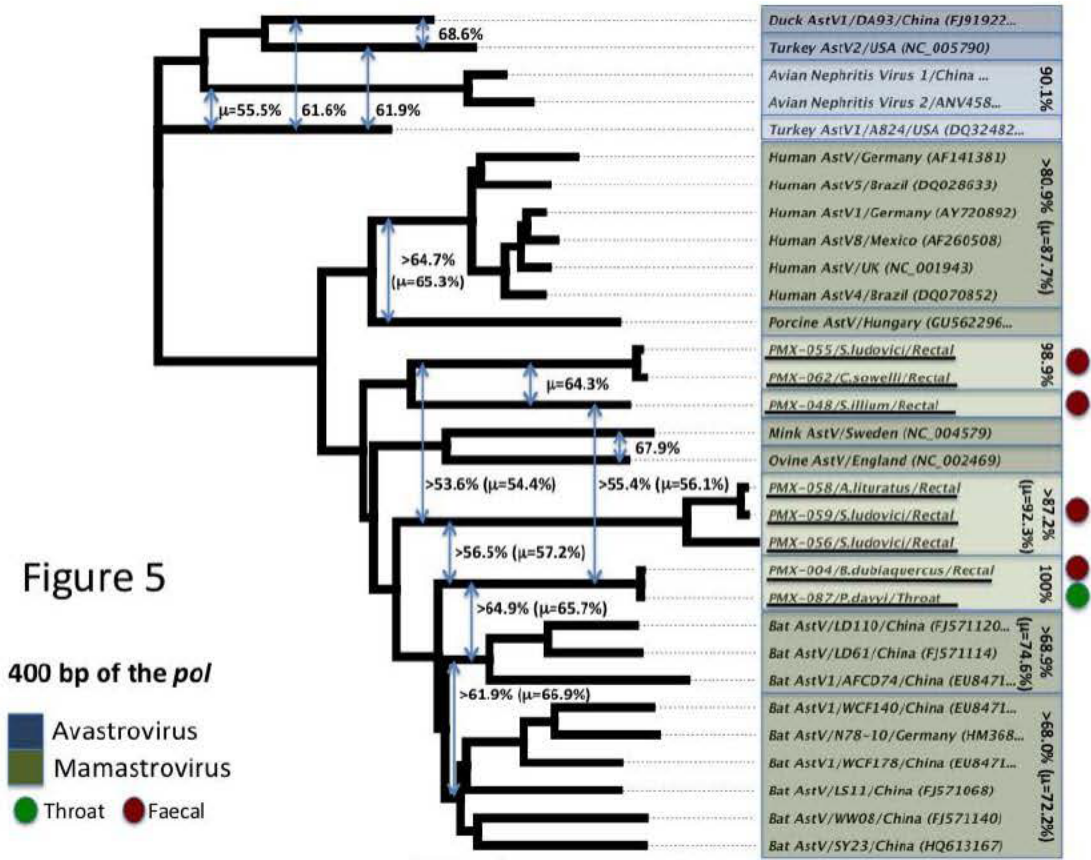 Duck AstV1/DA93/China (FJ91922...
68.6%
Turkey AstV2/USA (NC_005790)
Avian Nephritis Virus 1/China ...
90.1%
Avian Nephritis Virus 2/ANV458...
μ=55.5%
61.6%
61.9%
Turkey AstV1/A824/USA (DQ32482...
Human AstV/Germany (AF141381)
Human AstV5/Brazil (DQ028633)
Human AstV1/Germany (AY720892)
>80.9% (μ=87.7%)
Human AstV8/Mexico (AF260508)
>64.7%
(μ=65.3%)
Human AstV/UK (NC_001943)
Human AstV4/Brazil (DQ070852)
Porcine AstV/Hungary (GU562296...
PMX-055/S.ludovici/Rectal
98.9%
PMX-062/C.sowelli/Rectal
μ=64.3%
PMX-048/S.illium/Rectal
Mink AstV/Sweden (NC_004579)
67.9%
Ovine AstV/England (NC_002469)
>53.6% (μ=54.4%)
>55.4% (μ=56.1%)
PMX-058/A.lituratus/Rectal
>87.2%
(μ=92.3%)
PMX-059/S.ludovici/Rectal
PMX-056/S.ludovici/Rectal
>56.5% (μ=57.2%)
Figure 5
PMX-004/B.dubiaquercus/Rectal
100%
PMX-087/P.davyi/Throat
>64.9% (μ=65.7%)
Bat AstV/LD110/China (FJ571120...
>68.9%
(μ=74.6%)
Bat AstV/LD61/China (FJ571114)
400 bp of the pol
Bat AstV1/AFCD74/China (EU8471...
>61.9% (μ=66.9%)
Bat AstV1/WCF140/China (EU8471...
Avastrovirus
Bat AstV/N78-10/Germany (HM368...
>68.0% (μ=72.2%)
Mamastrovirus
Bat AstV1/WCF178/China (EU8471...
Bat AstV/LS11/China (FJ571068)
Throat
Faecal
Bat AstV/WW08/China (FJ571140)
Bat AstV/SY23/China (HQ613167)